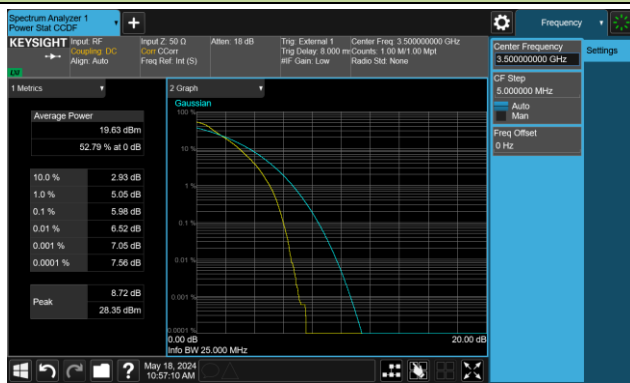 Spectrum Analyzer 1
Power Stat CCDF
Frequency
KEYSIGHT
Input: RF
Coupling: DC
Align: Auto
Input Z: 50 Ω
Corr CCorr
Freq Ref: Int (S)
Atten: 18 dB
Trig: External 1
Trig Delay: 8.000 m
#IF Gain: Low
Center Freq: 3.500000000 GHz
Counts: 1.00 M/1.00 Mpt
Radio Std: None
Center Frequency
3.500000000 GHz
Settings
CF Step
5.000000 MHz
Auto
Man
Freq Offset
0 Hz
1 Metrics
Average Power
19.63 dBm
52.79 % at 0 dB
10.0 % 2.93 dB
1.0 % 5.05 dB
0.1 % 5.98 dB
0.01 % 6.52 dB
0.001 % 7.05 dB
0.0001 % 7.56 dB
Peak
8.72 dB
28.35 dBm
2 Graph
Gaussian
100 %
10 %
1 %
0.1 %
0.01 %
0.001 %
0.0001 %
0.00 dB
20.00 dB
Info BW 25.000 MHz
May 18, 2024
10:57:10 AM